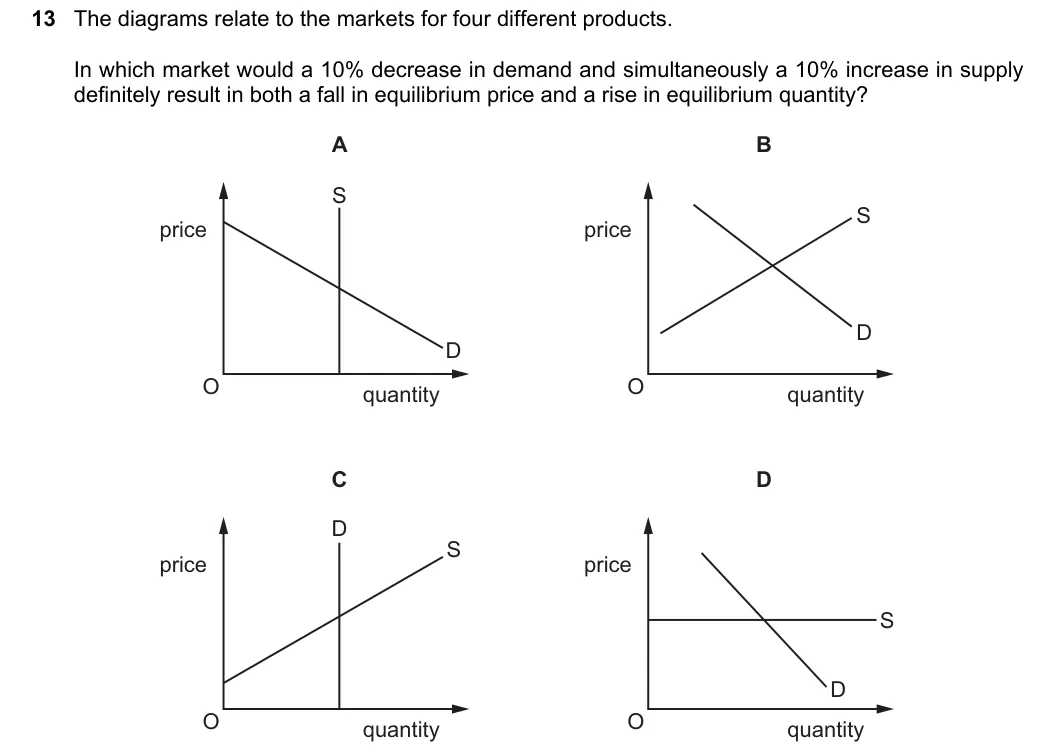 13 The diagrams relate to the markets for four different products.
In which market would a 10% decrease in demand and simultaneously a 10% increase in supply
definitely result in both a fall in equilibrium price and a rise in equilibrium quantity?
A
price
S
D
O
quantity
B
price
S
D
O
quantity
C
price
D
S
O
quantity
D
price
S
D
O
quantity